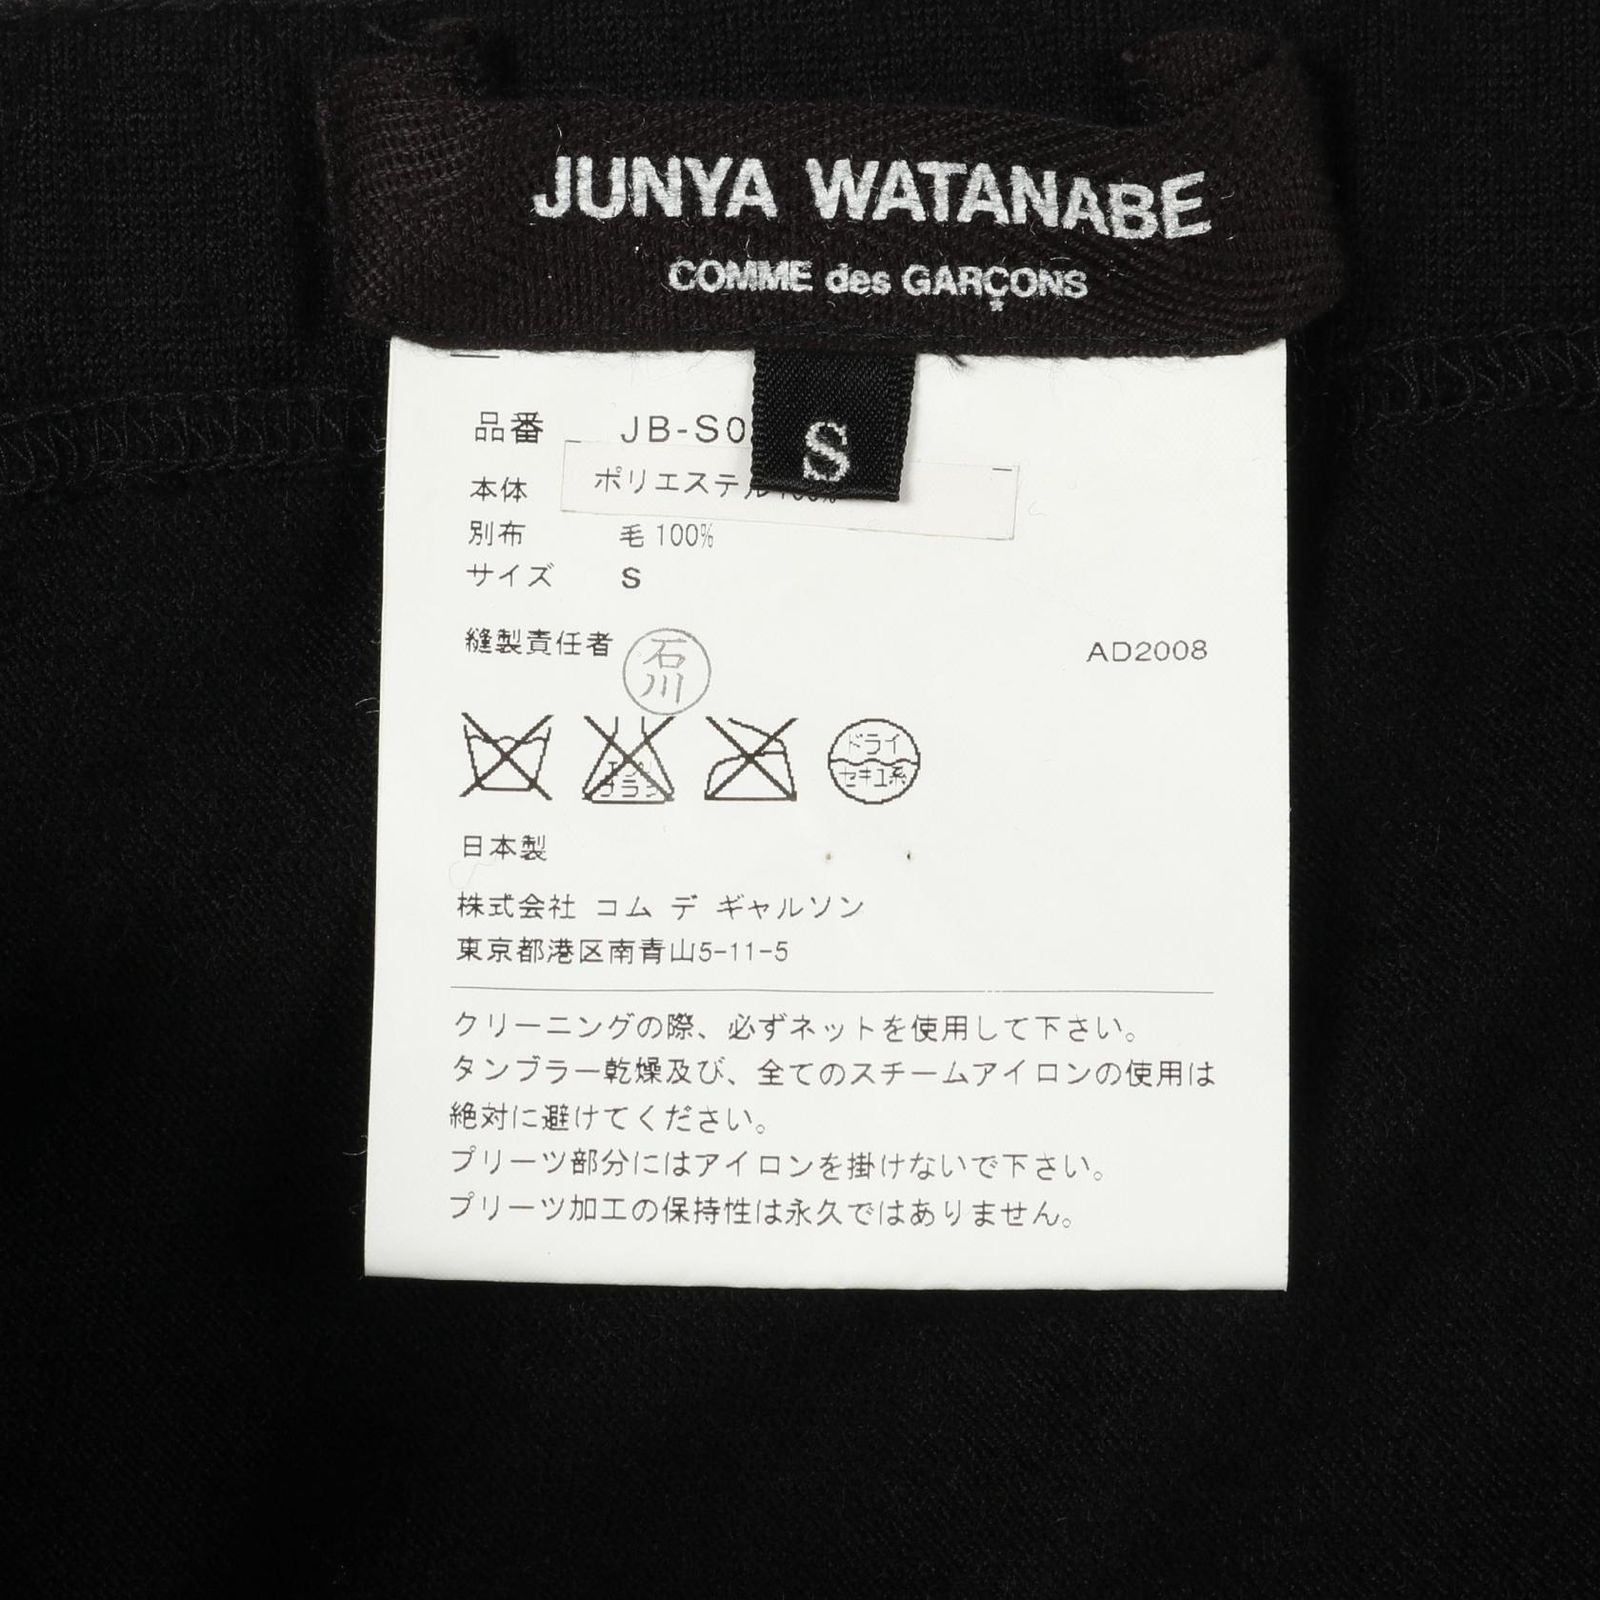 JUNYA WATANABE
COMME des GARÇONS
S
品番 JB-S0
本体 ポリエステル 100%
別布 毛 100%
サイズ S
縫製責任者 石川 AD2008
ドライ
セキユ系
日本製
株式会社 コム デ ギャルソン
東京都港区南青山5-11-5
クリーニングの際、必ずネットを使用して下さい。
タンブラー乾燥及び、全てのスチームアイロンの使用は
絶対に避けてください。
プリーツ部分にはアイロンを掛けないで下さい。
プリーツ加工の保持性は永久ではありません。